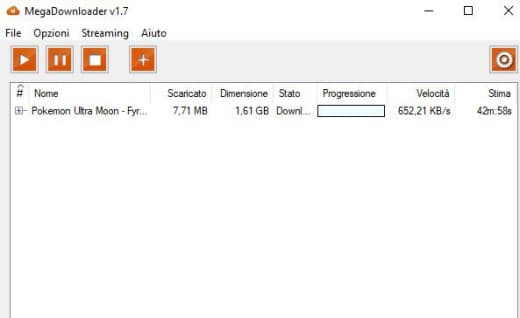 MegaDownloader v1.7
File Opzioni Streaming Aiuto
# Nome Scaricato Dimensione Stato Progressione Velocità Stima
Pokemon Ultra Moon - Fyr... 7,71 MB 1,61 GB Downl... 652,21 KB/s 42m:58s